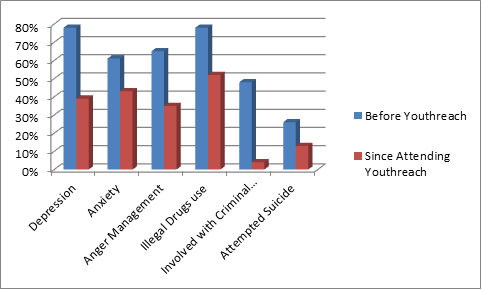 80%
70%
60%
50%
40%
30%
20%
10%
0%
Depression
Anxiety
Anger Management
Illegal Drugs use
Involved with Criminal...
Attempted Suicide
Before Youthreach
Since Attending
Youthreach